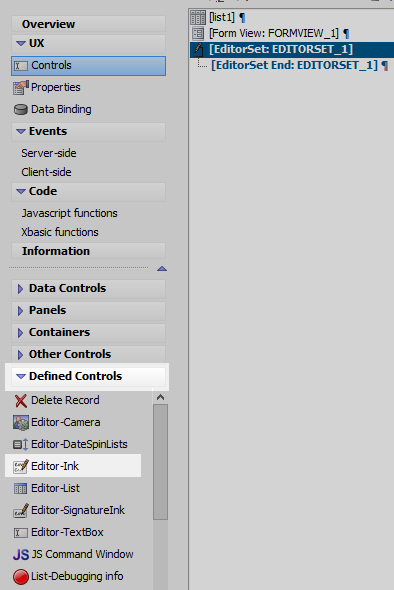 Overview
UX
Controls
Properties
Data Binding
Events
Server-side
Client-side
Code
Javascript functions
Xbasic functions
Information
Data Controls
Panels
Containers
Other Controls
Defined Controls
Delete Record
Editor-Camera
Editor-DateSpinLists
Editor-Ink
Editor-List
Editor-SignatureInk
Editor-TextBox
JS JS Command Window
List-Debugging info
[list1] ¶
[Form View: FORMVIEW_1] ¶
[EditorSet: EDITORSET_1]
[EditorSet End: EDITORSET_1] ¶